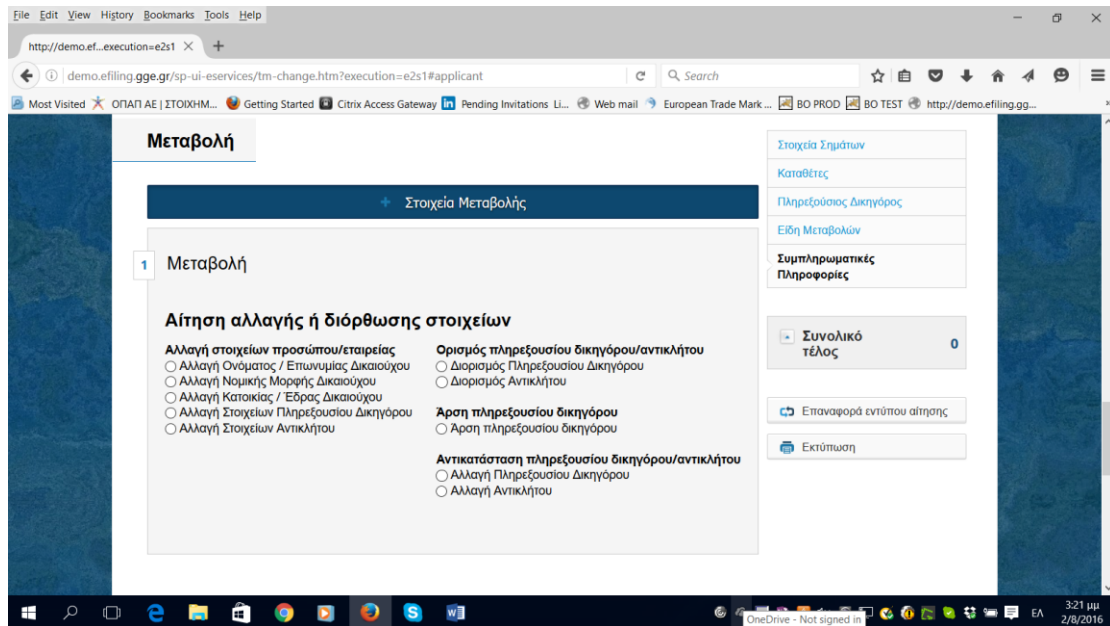 File Edit View History Bookmarks Tools Help
http://demo.ef...execution=e2s1
demo.efiling.gge.gr/sp-ui-eservices/tm-change.htm?execution=e2s1#applicant
Search
Most Visited ΟΠΑΠ ΑΕ | ΣΤΟΙΧΗΜ... Getting Started Citrix Access Gateway Pending Invitations Li... Web mail European Trade Mark ... BO PROD BO TEST http://demo.efiling.gg...
Μεταβολή
+ Στοιχεία Μεταβολής
1 Μεταβολή
Αίτηση αλλαγής ή διόρθωσης στοιχείων
Αλλαγή στοιχείων προσώπου/εταιρείας
Αλλαγή Ονόματος / Επωνυμίας Δικαιούχου
Αλλαγή Νομικής Μορφής Δικαιούχου
Αλλαγή Κατοικίας / Έδρας Δικαιούχου
Αλλαγή Στοιχείων Πληρεξουσίου Δικηγόρου
Αλλαγή Στοιχείων Αντικλήτου
Ορισμός πληρεξουσίου δικηγόρου/αντικλήτου
Διορισμός Πληρεξουσίου Δικηγόρου
Διορισμός Αντικλήτου
Άρση πληρεξουσίου δικηγόρου
Άρση πληρεξουσίου δικηγόρου
Αντικατάσταση πληρεξουσίου δικηγόρου/αντικλήτου
Αλλαγή Πληρεξουσίου Δικηγόρου
Αλλαγή Αντικλήτου
Στοιχεία Σημάτων
Καταθέτες
Πληρεξούσιος Δικηγόρος
Είδη Μεταβολών
Συμπληρωματικές
Πληροφορίες
Συνολικό
τέλος
0
Επαναφορά εντύπου αίτησης
Εκτύπωση
OneDrive - Not signed in
ΕΛ
3:21 μμ
2/8/2016